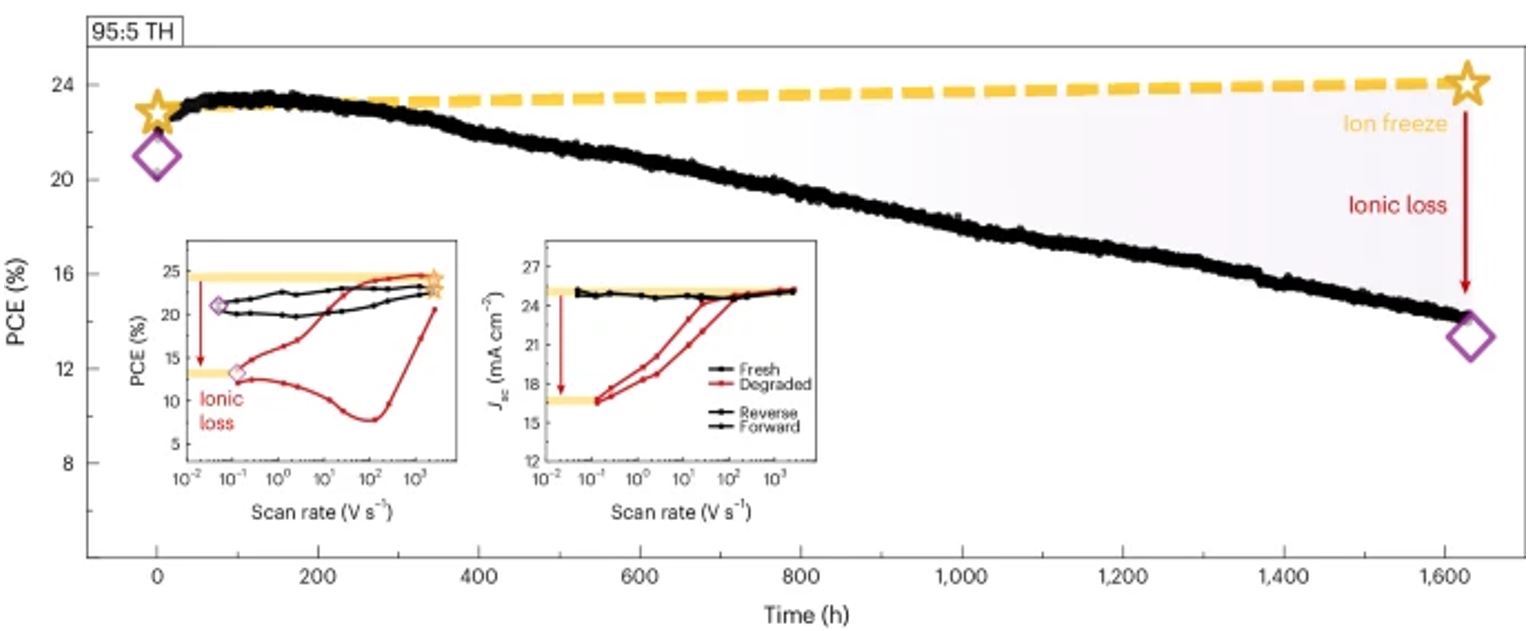 95:5 TH
24
20
16
12
8
PCE (%)
Ion freeze
Ionic loss
25
20
15
10
5
PCE (%)
Ionic
loss
10⁻² 10⁻¹ 10⁰ 10¹ 10² 10³
Scan rate (V s⁻¹)
27
24
21
18
15
12
Jsc (mA cm⁻²)
Fresh
Degraded
Reverse
Forward
10⁻² 10⁻¹ 10⁰ 10¹ 10² 10³
Scan rate (V s⁻¹)
0 200 400 600 800 1,000 1,200 1,400 1,600
Time (h)